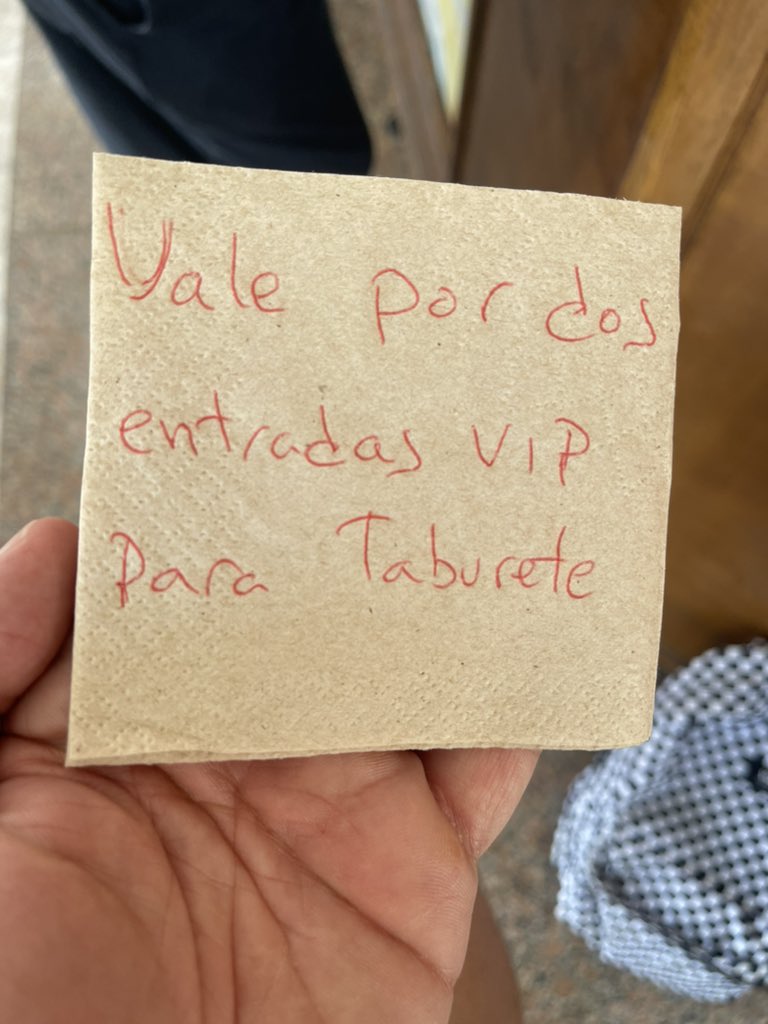 Vale por dos
entradas VIP
Para Taburete